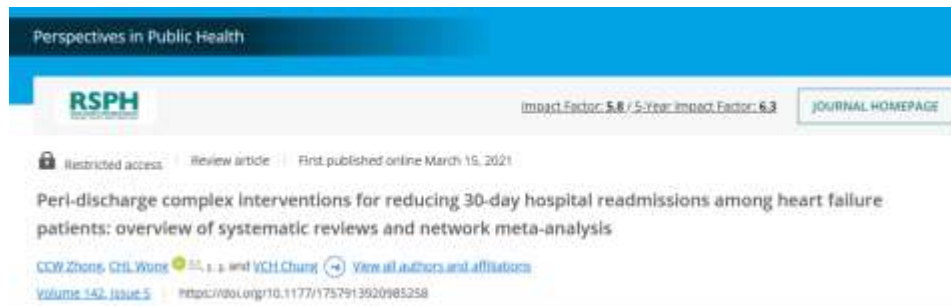 Perspectives in Public Health
RSPH
Impact Factor: 5.8 / 5-Year Impact Factor: 6.3
JOURNAL HOMEPAGE
Restricted access Review article First published online March 15, 2021
Peri-discharge complex interventions for reducing 30-day hospital readmissions among heart failure
patients: overview of systematic reviews and network meta-analysis
CCW Zhong, CHL Wong and VCH Chung View all authors and affiliations
Volume 142, Issue 5 https://doi.org/10.1177/1757913920985258